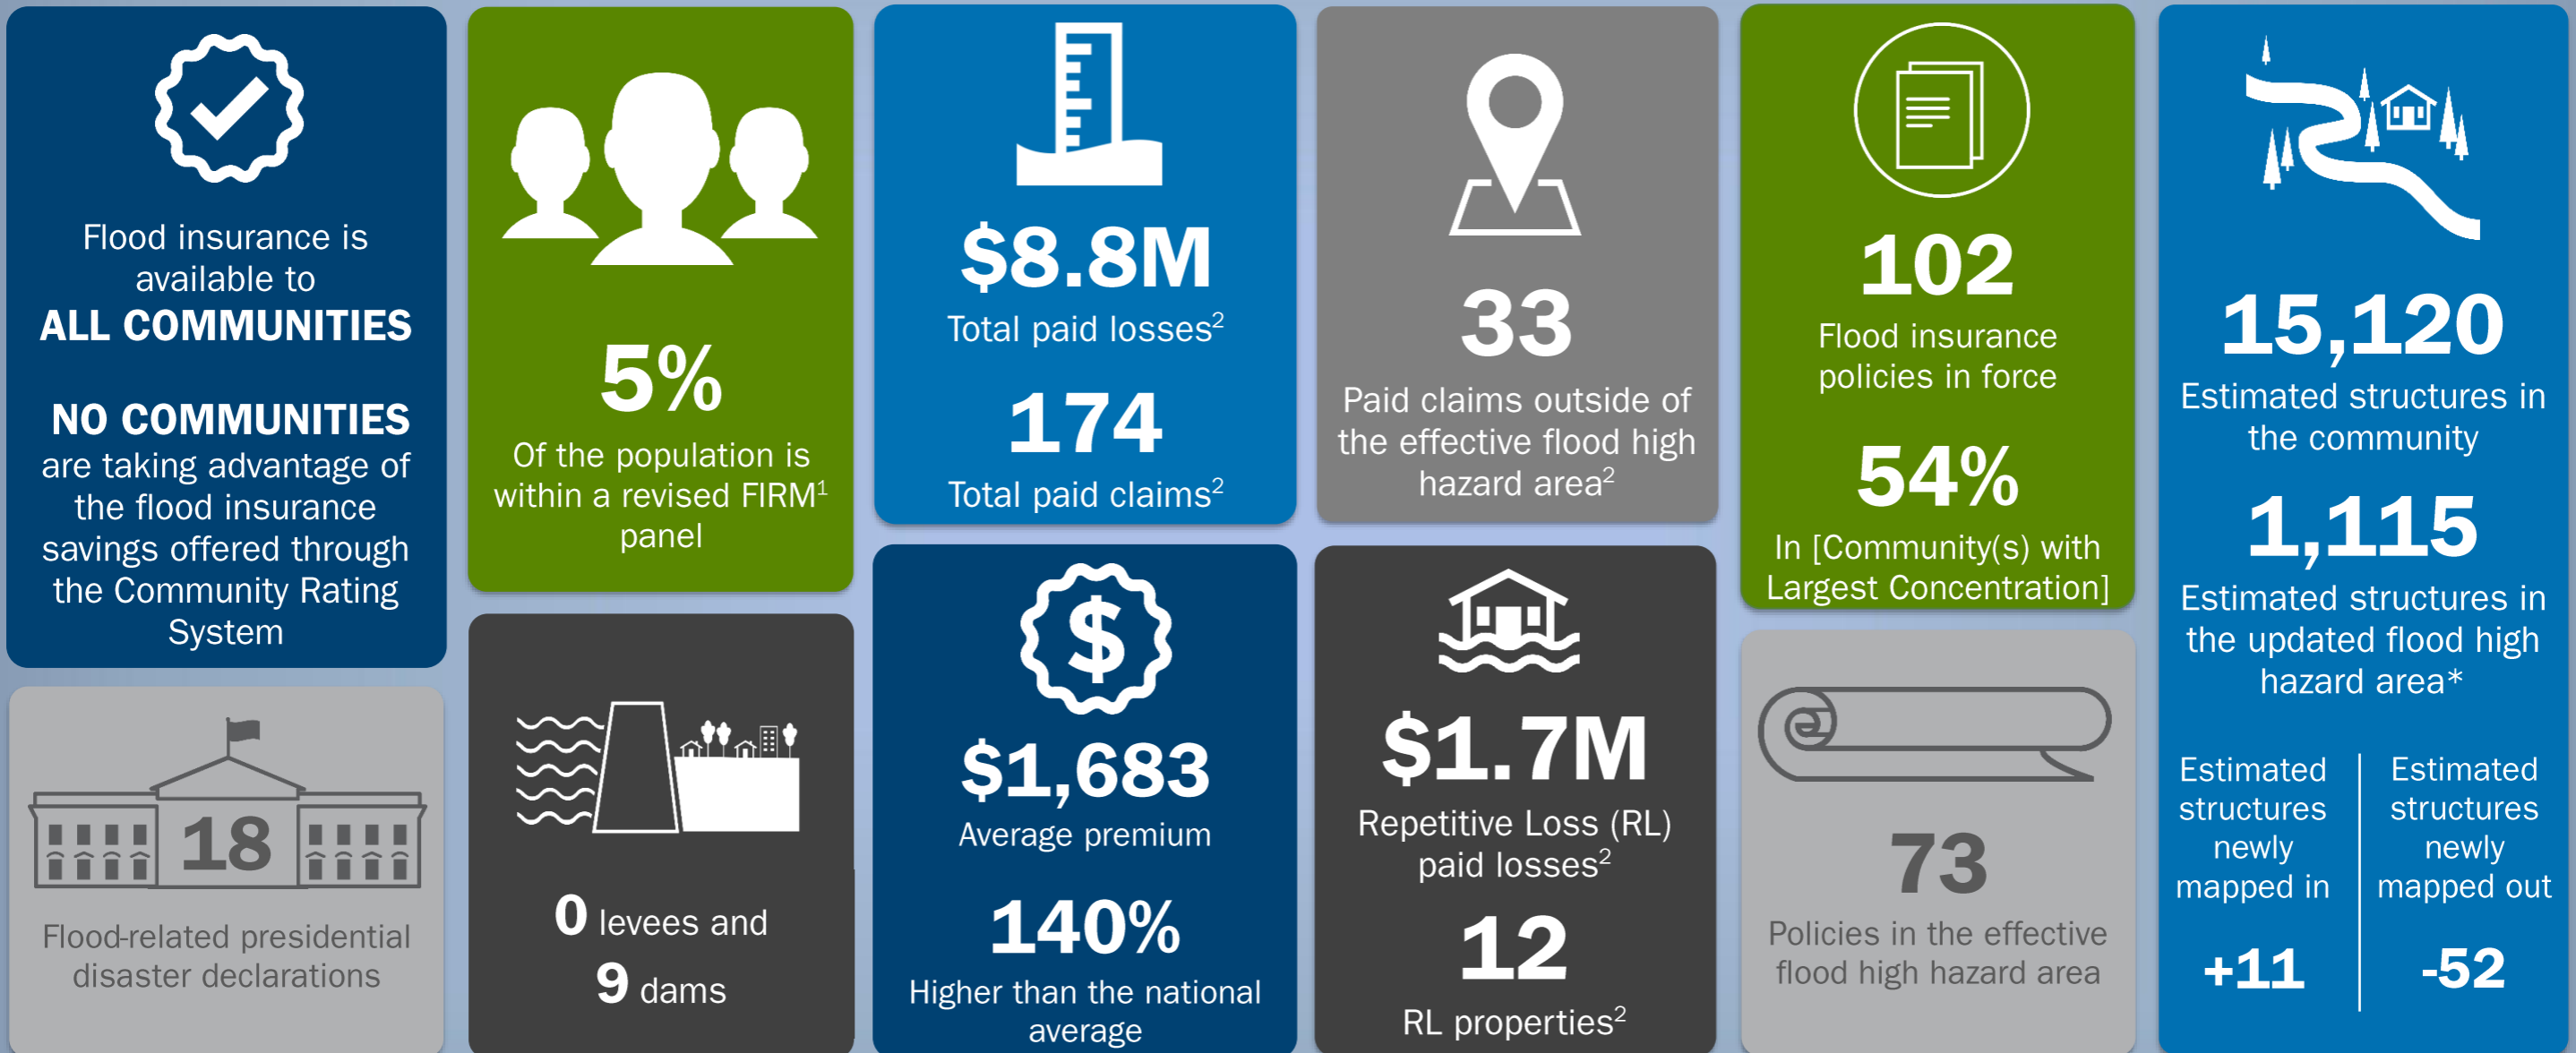 Flood insurance is
available to
ALL COMMUNITIES
NO COMMUNITIES
are taking advantage of
the flood insurance
savings offered through
the Community Rating
System
18
Flood-related presidential
disaster declarations
5%
Of the population is
within a revised FIRM¹
panel
0 levees and
9 dams
$8.8M
Total paid losses²
174
Total paid claims²
$
$1,683
Average premium
140%
Higher than the national
average
33
Paid claims outside of
the effective flood high
hazard area²
$1.7M
Repetitive Loss (RL)
paid losses²
12
RL properties²
102
Flood insurance
policies in force
54%
In [Community(s) with
Largest Concentration]
73
Policies in the effective
flood high hazard area
15,120
Estimated structures in
the community
1,115
Estimated structures in
the updated flood high
hazard area*
Estimated
structures
newly
mapped in
+11
Estimated
structures
newly
mapped out
-52